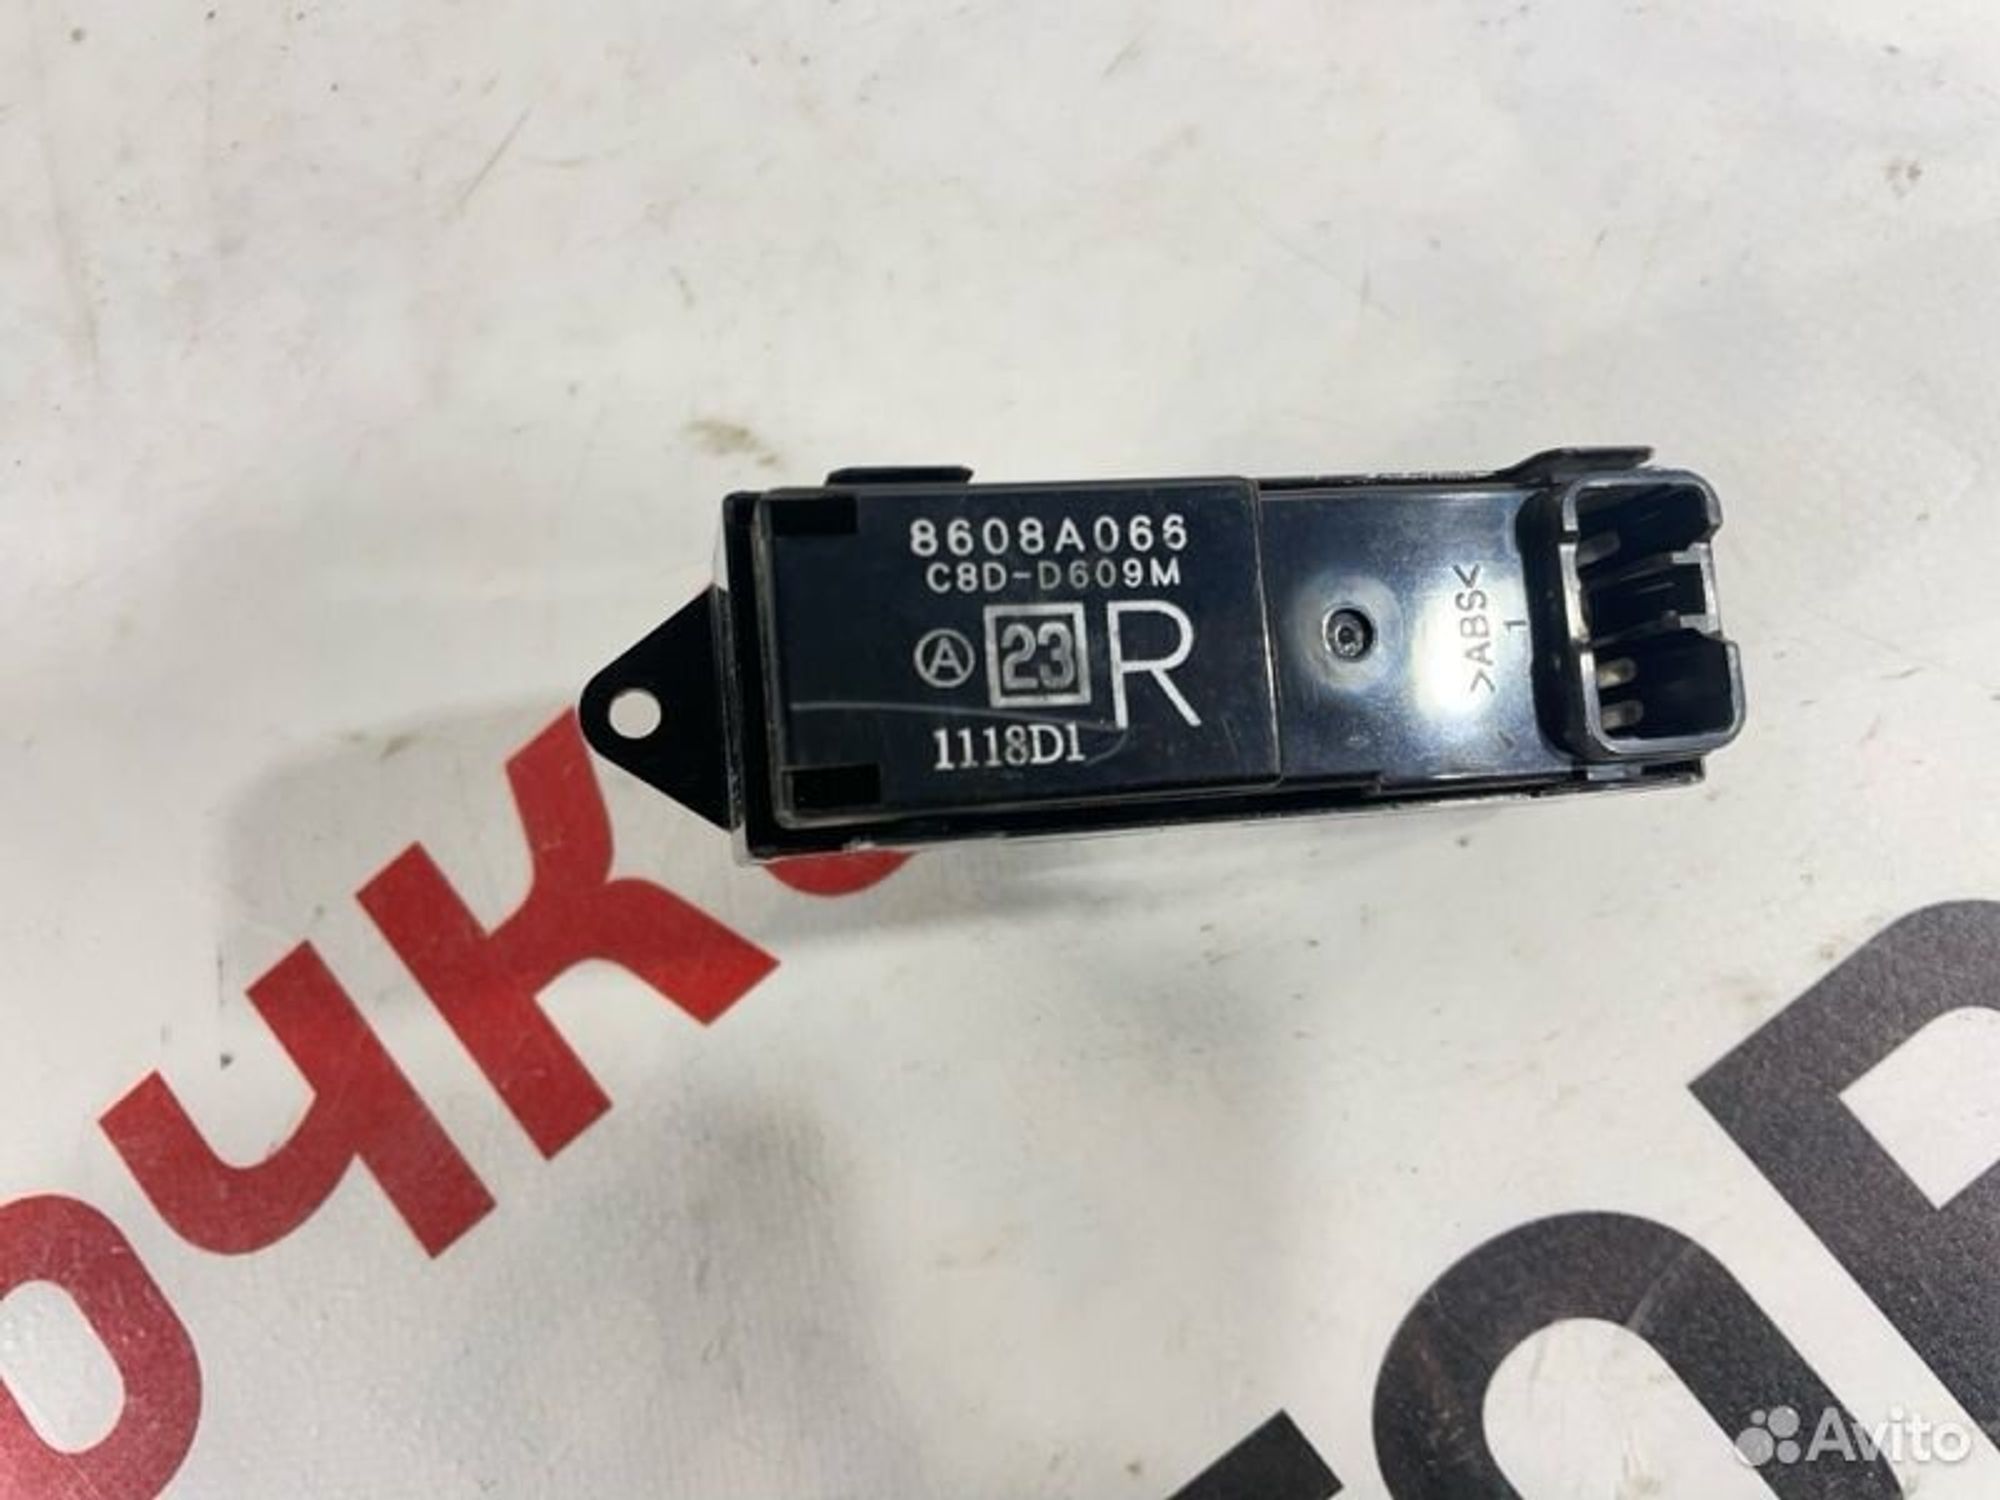 8608A066
C8D-D609M
A 23 R
1118D1
>ABS<
1
Avito